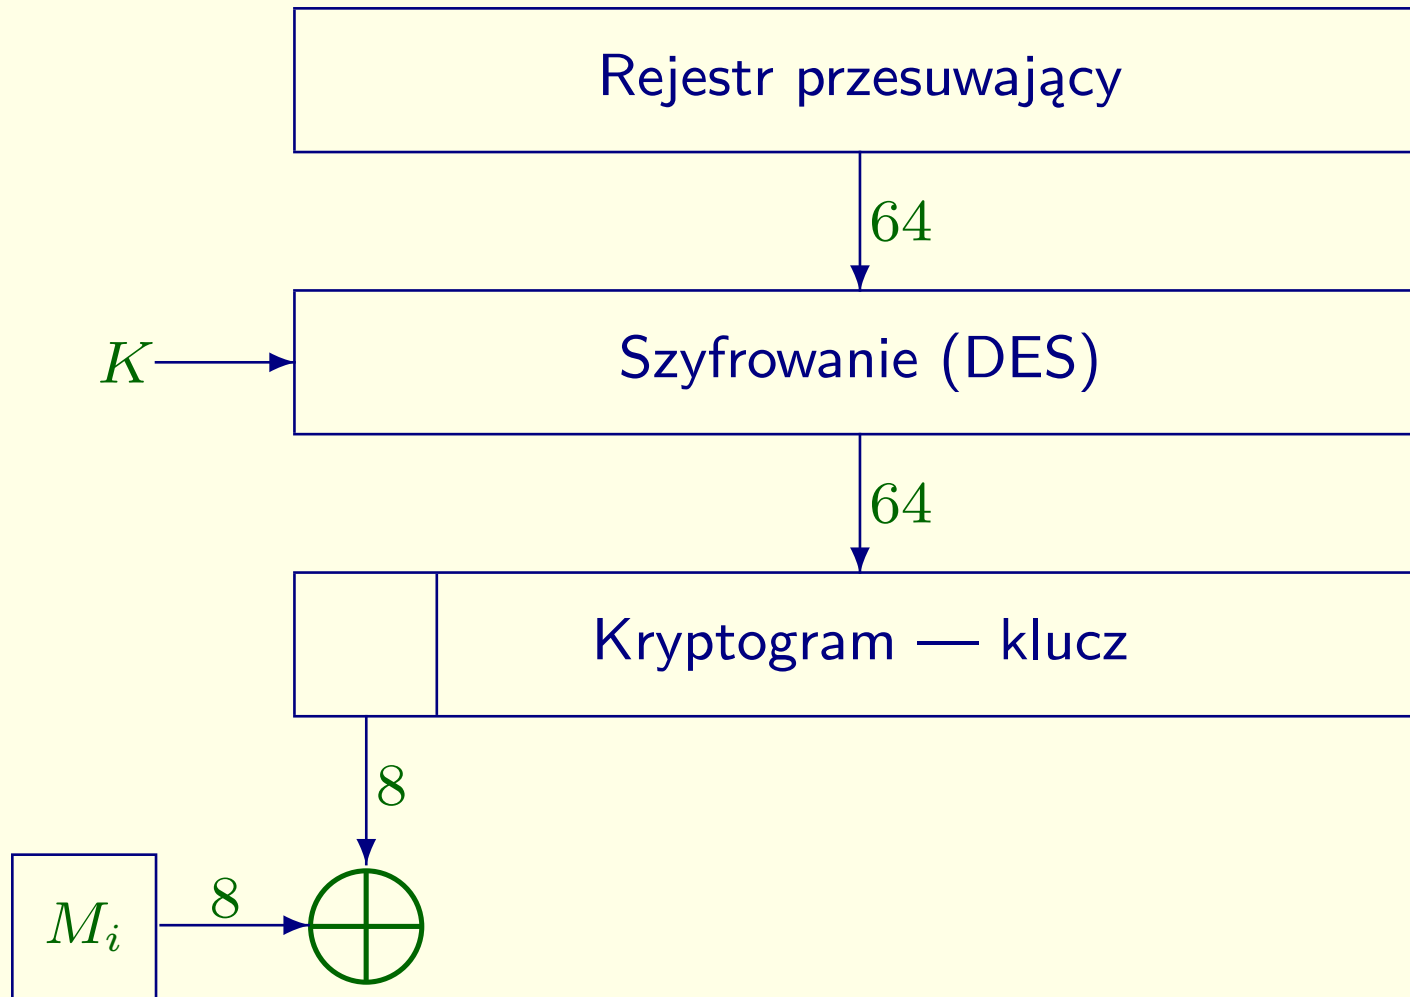 Rejestr przesuwający
64
K
Szyfrowanie (DES)
64
Kryptogram — klucz
8
8
M_i